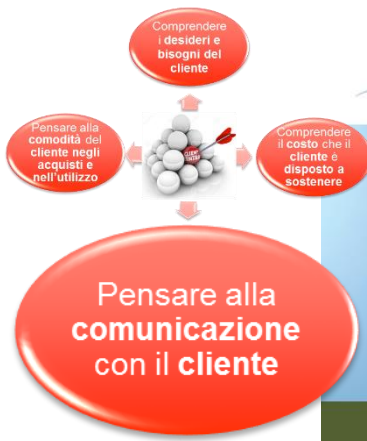 Comprendere
i desideri e
bisogni del
cliente
Pensare alla
comodità del
cliente negli
acquisti e
nell'utilizzo
CLIENT
Comprendere
il costo che il
cliente è
disposto a
sostenere
Pensare alla
comunicazione
con il cliente